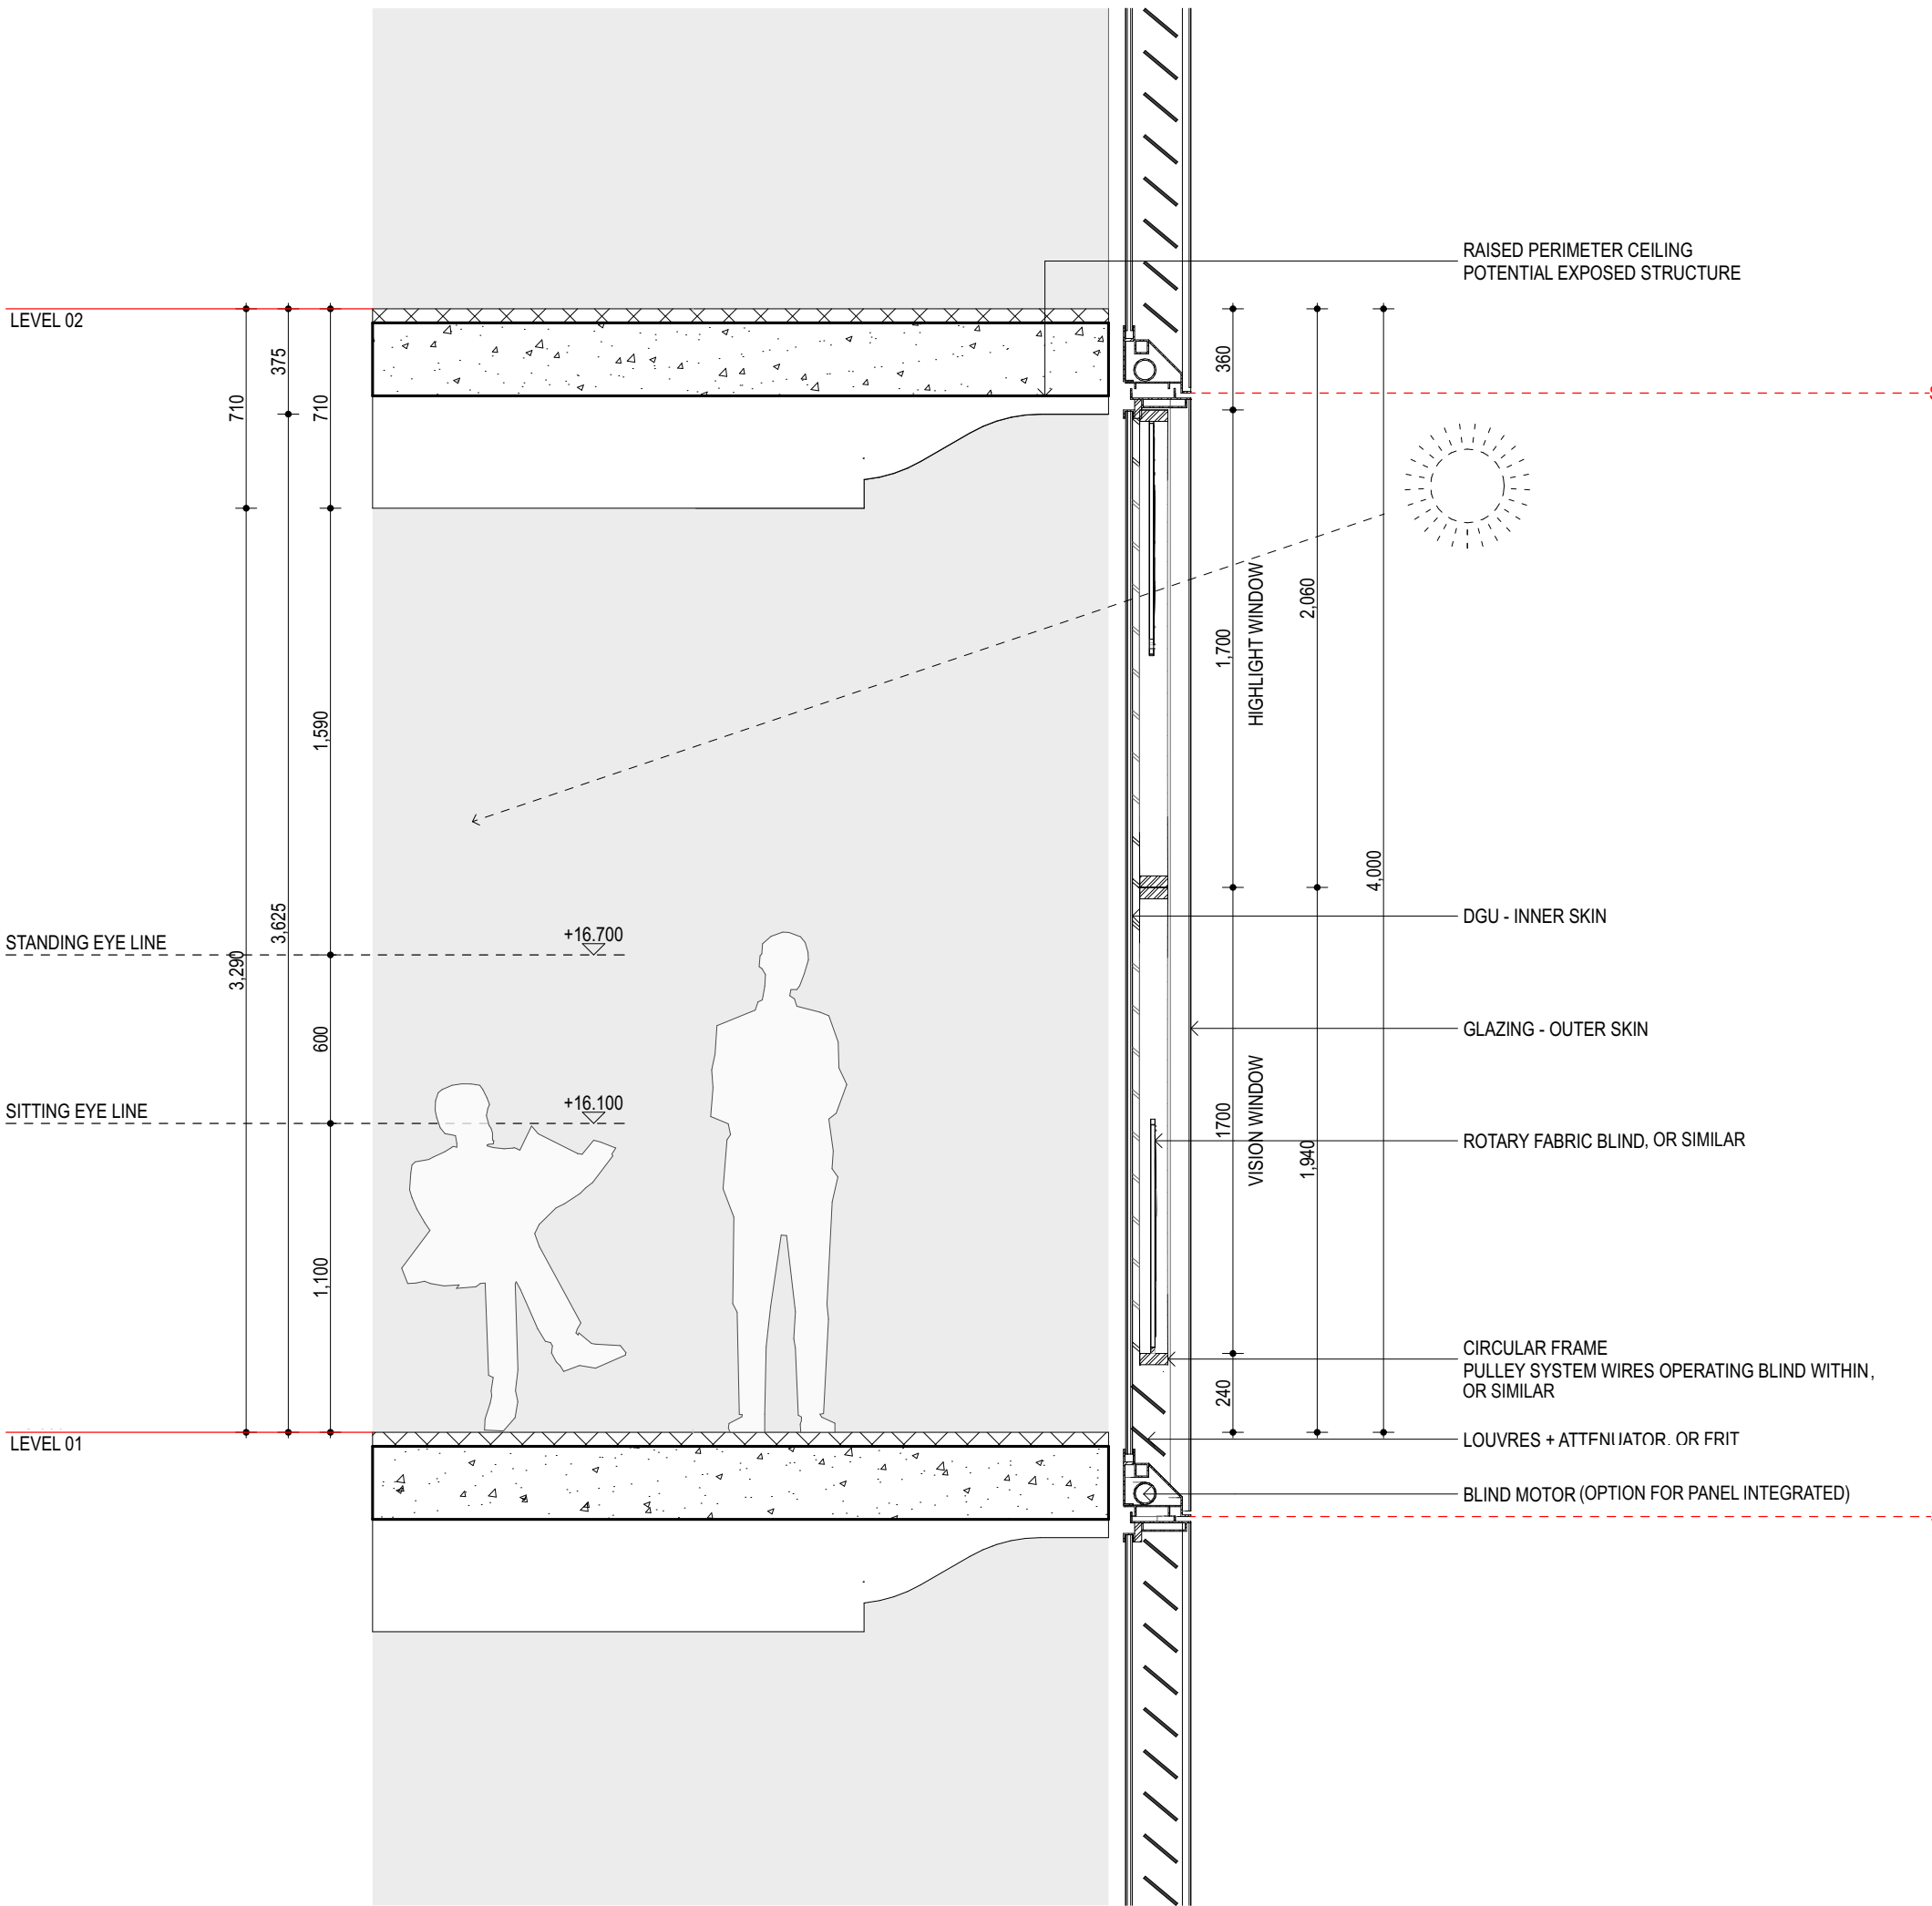 RAISED PERIMETER CEILING
POTENTIAL EXPOSED STRUCTURE
LEVEL 02
375
710
710
360
HIGHLIGHT WINDOW
2,060
1,700
1,590
4,000
3,625
DGU - INNER SKIN
STANDING EYE LINE
+16.700
3,290
600
GLAZING - OUTER SKIN
SITTING EYE LINE
+16.100
1700
VISION WINDOW
1,940
ROTARY FABRIC BLIND, OR SIMILAR
1,100
CIRCULAR FRAME
PULLEY SYSTEM WIRES OPERATING BLIND WITHIN,
OR SIMILAR
240
LEVEL 01
LOUVRES + ATTENUATOR, OR FRIT
BLIND MOTOR (OPTION FOR PANEL INTEGRATED)